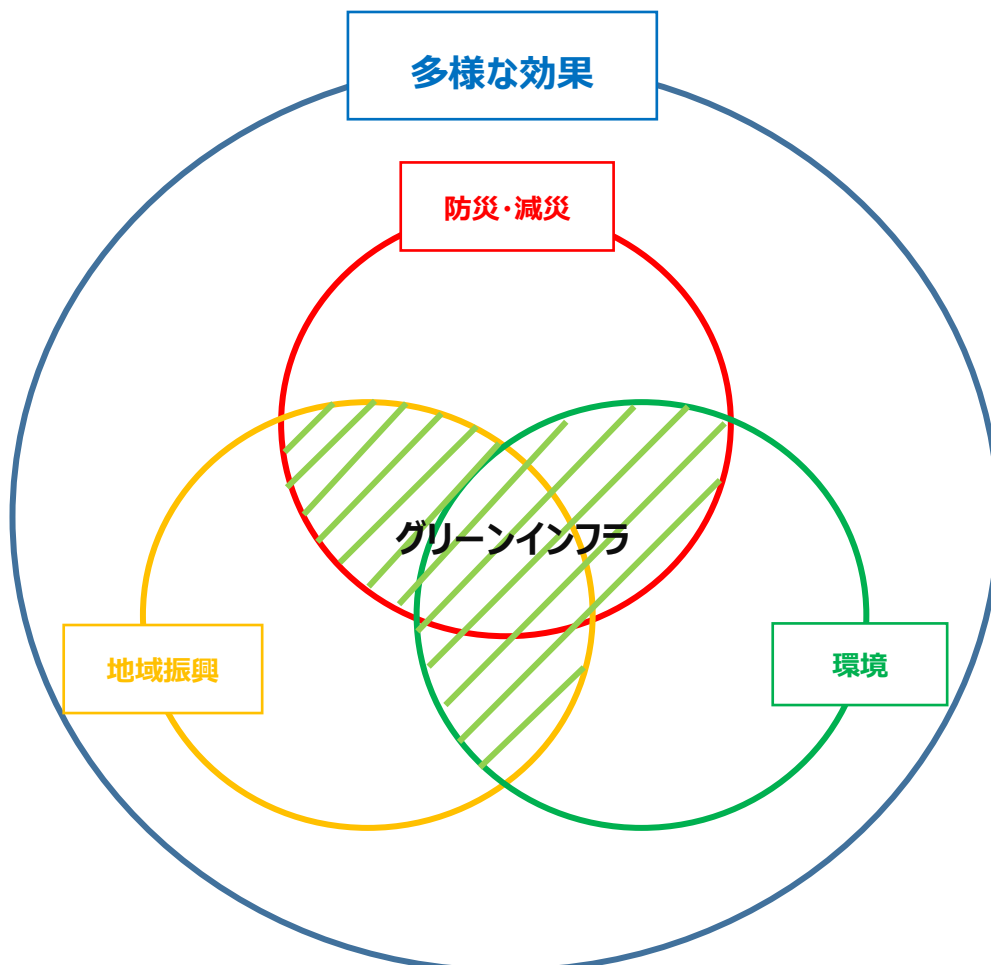 多様な効果
防災・減災
グリーンインフラ
地域振興
環境